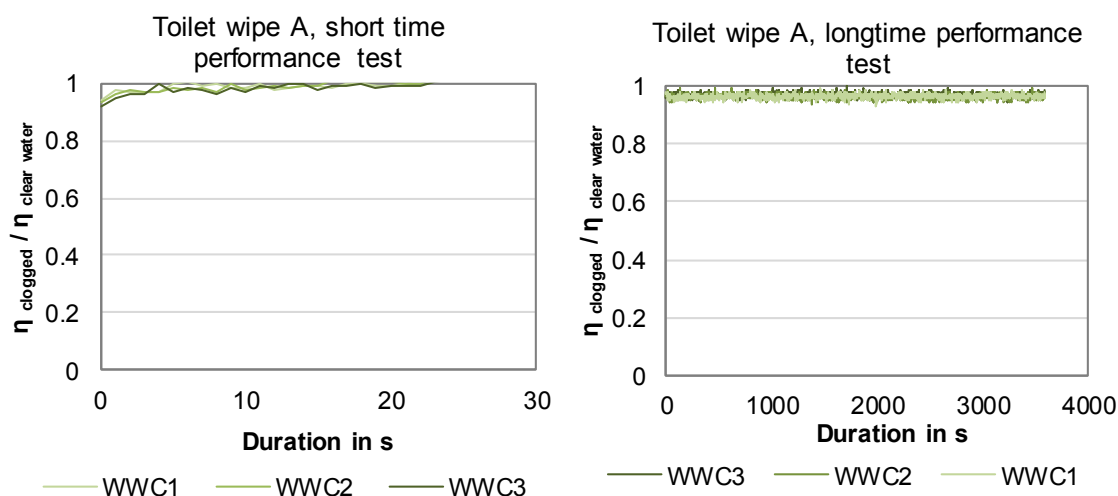 Toilet wipe A, short time
performance test
1
0.8
0.6
0.4
0.2
0
η clogged / η clear water
0
10
20
30
Duration in s
WWC1
WWC2
WWC3
Toilet wipe A, longtime performance
test
1
0.8
0.6
0.4
0.2
0
η clogged / η clear water
0
1000
2000
3000
4000
Duration in s
WWC3
WWC2
WWC1